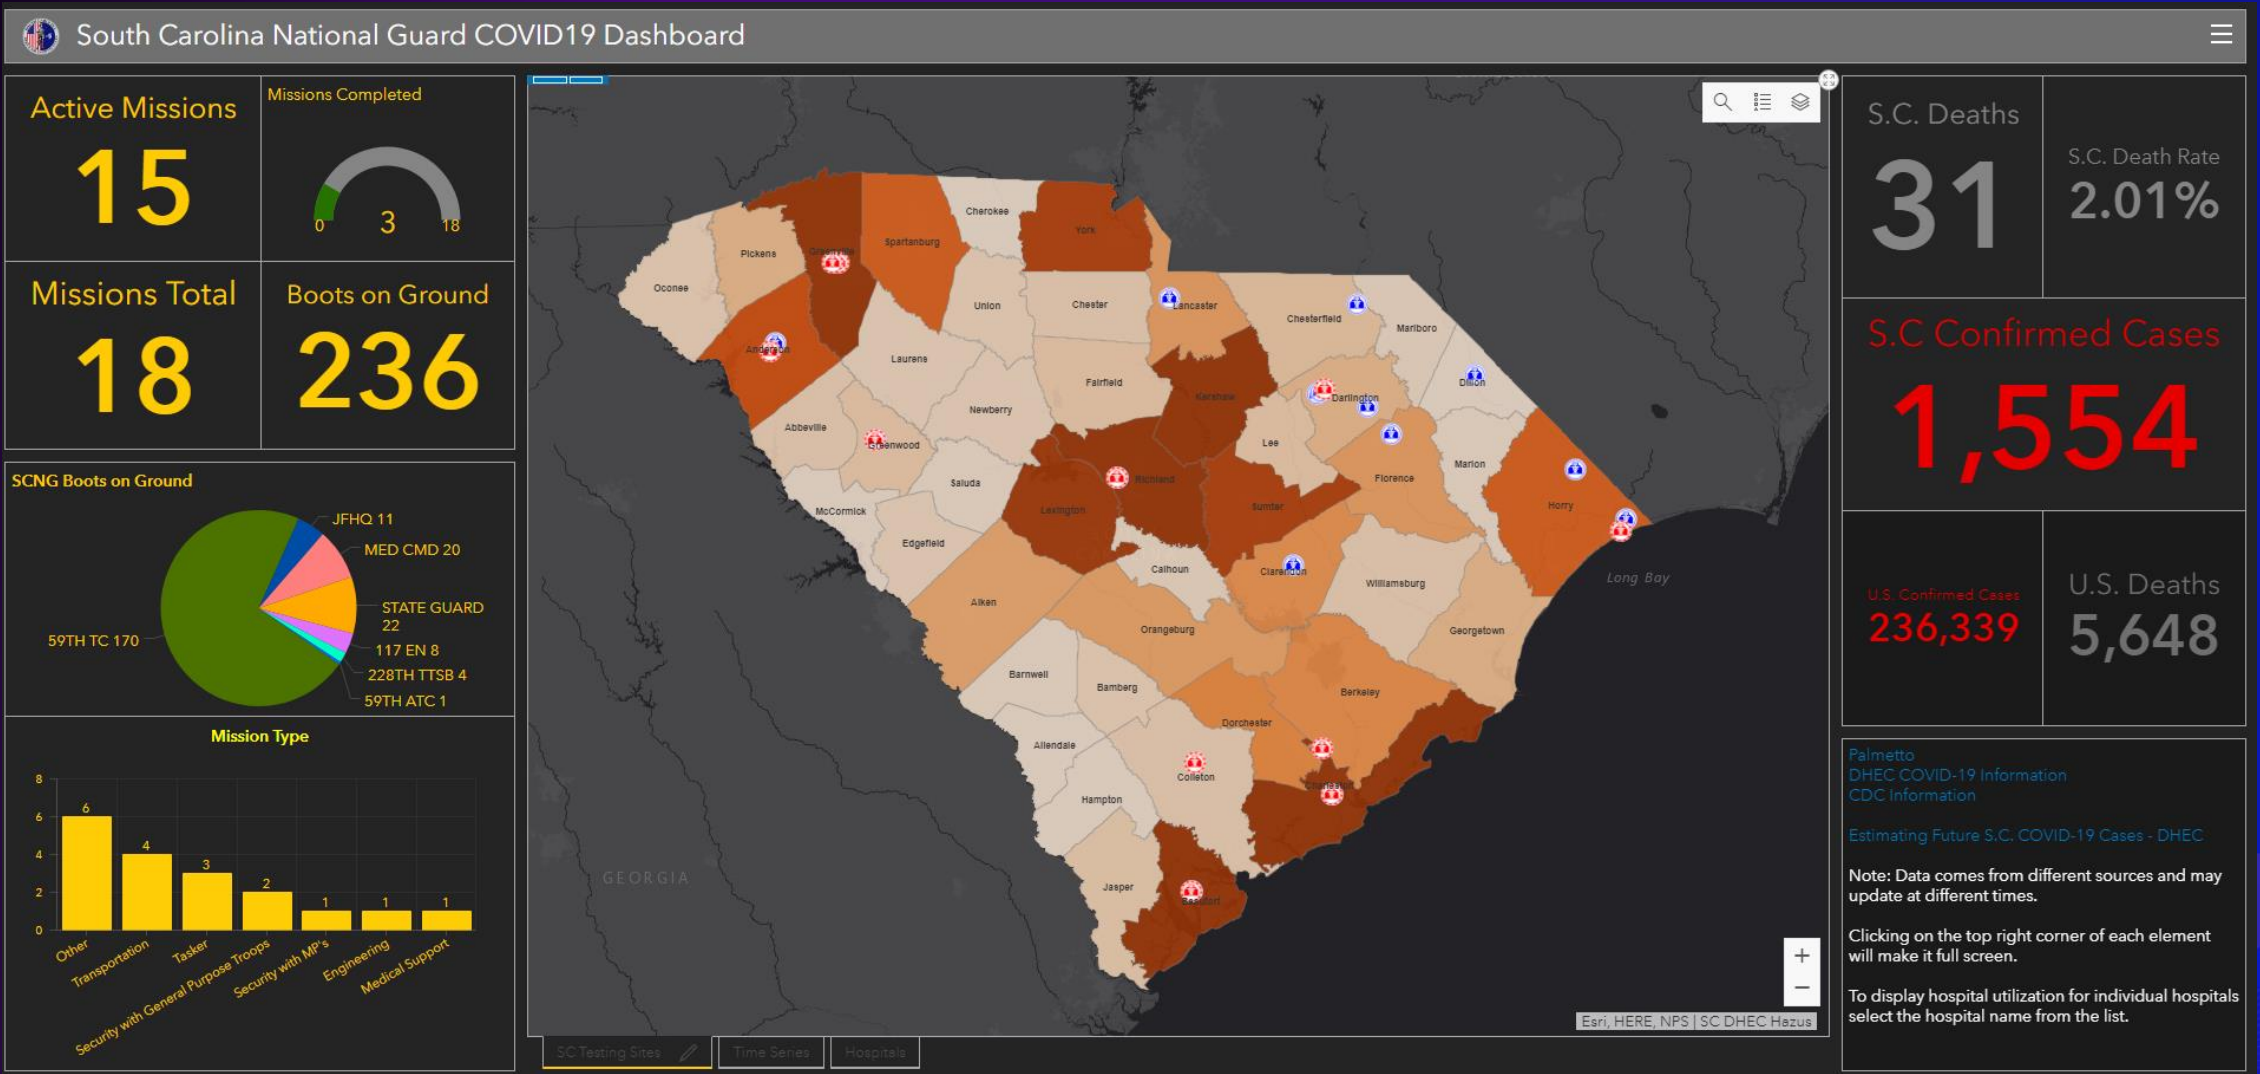 South Carolina National Guard COVID19 Dashboard
Active Missions
15
Missions Completed
0
3
18
Missions Total
18
Boots on Ground
236
SCNG Boots on Ground
JFHQ 11
MED CMD 20
STATE GUARD
22
117 EN 8
228TH TTSB 4
59TH ATC 1
59TH TC 170
Mission Type
8
6
4
2
0
6
4
3
2
1
1
1
Other
Transportation
Tasker
Security with General Purpose Troops
Security with MP's
Engineering
Medical Support
Cherokee
York
Spartanburg
Greenville
Pickens
Oconee
Union
Chester
Lancaster
Chesterfield
Marlboro
Anderson
Laurens
Fairfield
Kershaw
Darlington
Dillon
Newberry
Abbeville
Greenwood
Lee
Marion
Florence
Saluda
Richland
McCormick
Lexington
Sumter
Horry
Edgefield
Calhoun
Clarendon
Williamsburg
Long Bay
Aiken
Orangeburg
Georgetown
Barnwell
Bamberg
Berkeley
Dorchester
Allendale
Colleton
Charleston
Hampton
Jasper
Beaufort
GEORGIA
+
−
Esri, HERE, NPS | SC DHEC Hazus
SC Testing Sites
Time Series
Hospitals
S.C. Deaths
31
S.C. Death Rate
2.01%
S.C Confirmed Cases
1,554
U.S. Confirmed Cases
236,339
U.S. Deaths
5,648
Palmetto
DHEC COVID-19 Information
CDC Information
Estimating Future S.C. COVID-19 Cases - DHEC
Note: Data comes from different sources and may
update at different times.
Clicking on the top right corner of each element
will make it full screen.
To display hospital utilization for individual hospitals
select the hospital name from the list.